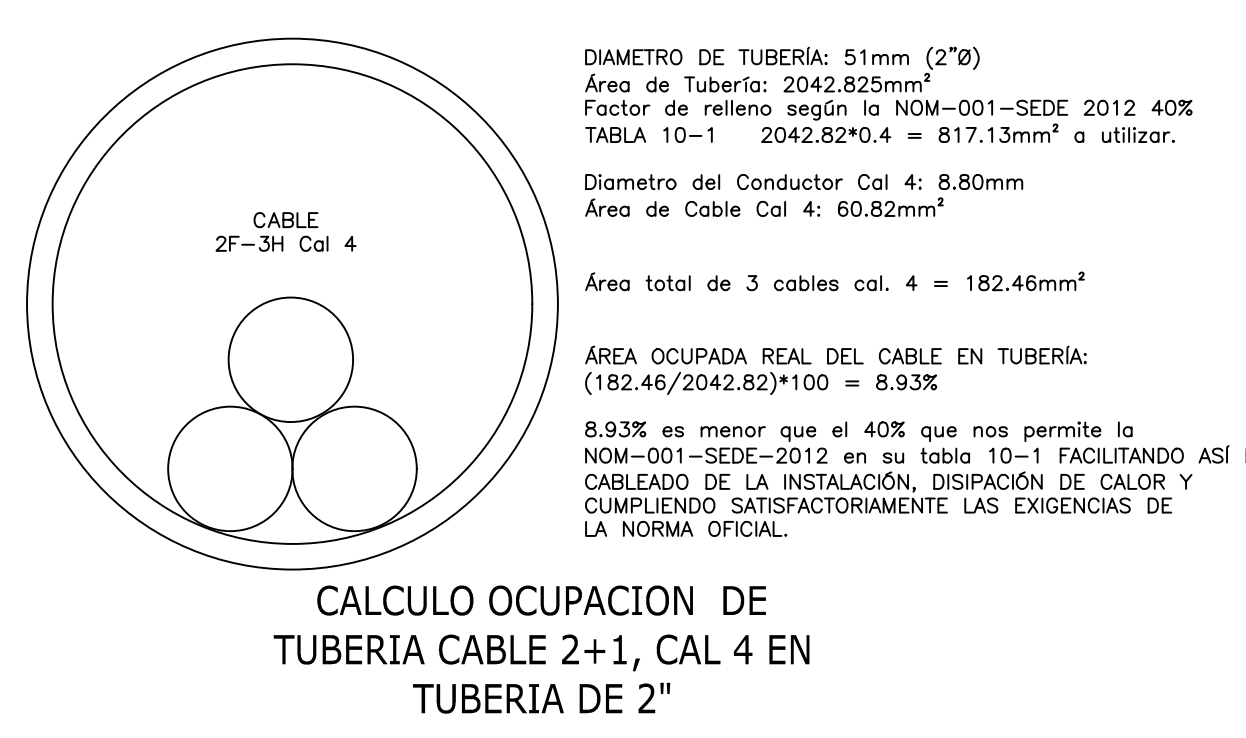 DIAMETRO DE TUBERÍA: 51mm (2"Ø)
Área de Tubería: 2042.825mm²
Factor de relleno según la NOM-001-SEDE 2012 40%
TABLA 10-1 2042.82*0.4 = 817.13mm² a utilizar.
Diametro del Conductor Cal 4: 8.80mm
Área de Cable Cal 4: 60.82mm²
CABLE
2F-3H Cal 4
Área total de 3 cables cal. 4 = 182.46mm²
ÁREA OCUPADA REAL DEL CABLE EN TUBERÍA:
(182.46/2042.82)*100 = 8.93%
8.93% es menor que el 40% que nos permite la
NOM-001-SEDE-2012 en su tabla 10-1 FACILITANDO ASÍ
CABLEADO DE LA INSTALACIÓN, DISIPACIÓN DE CALOR Y
CUMPLIENDO SATISFACTORIAMENTE LAS EXIGENCIAS DE
LA NORMA OFICIAL.
CALCULO OCUPACION DE
TUBERIA CABLE 2+1, CAL 4 EN
TUBERIA DE 2"